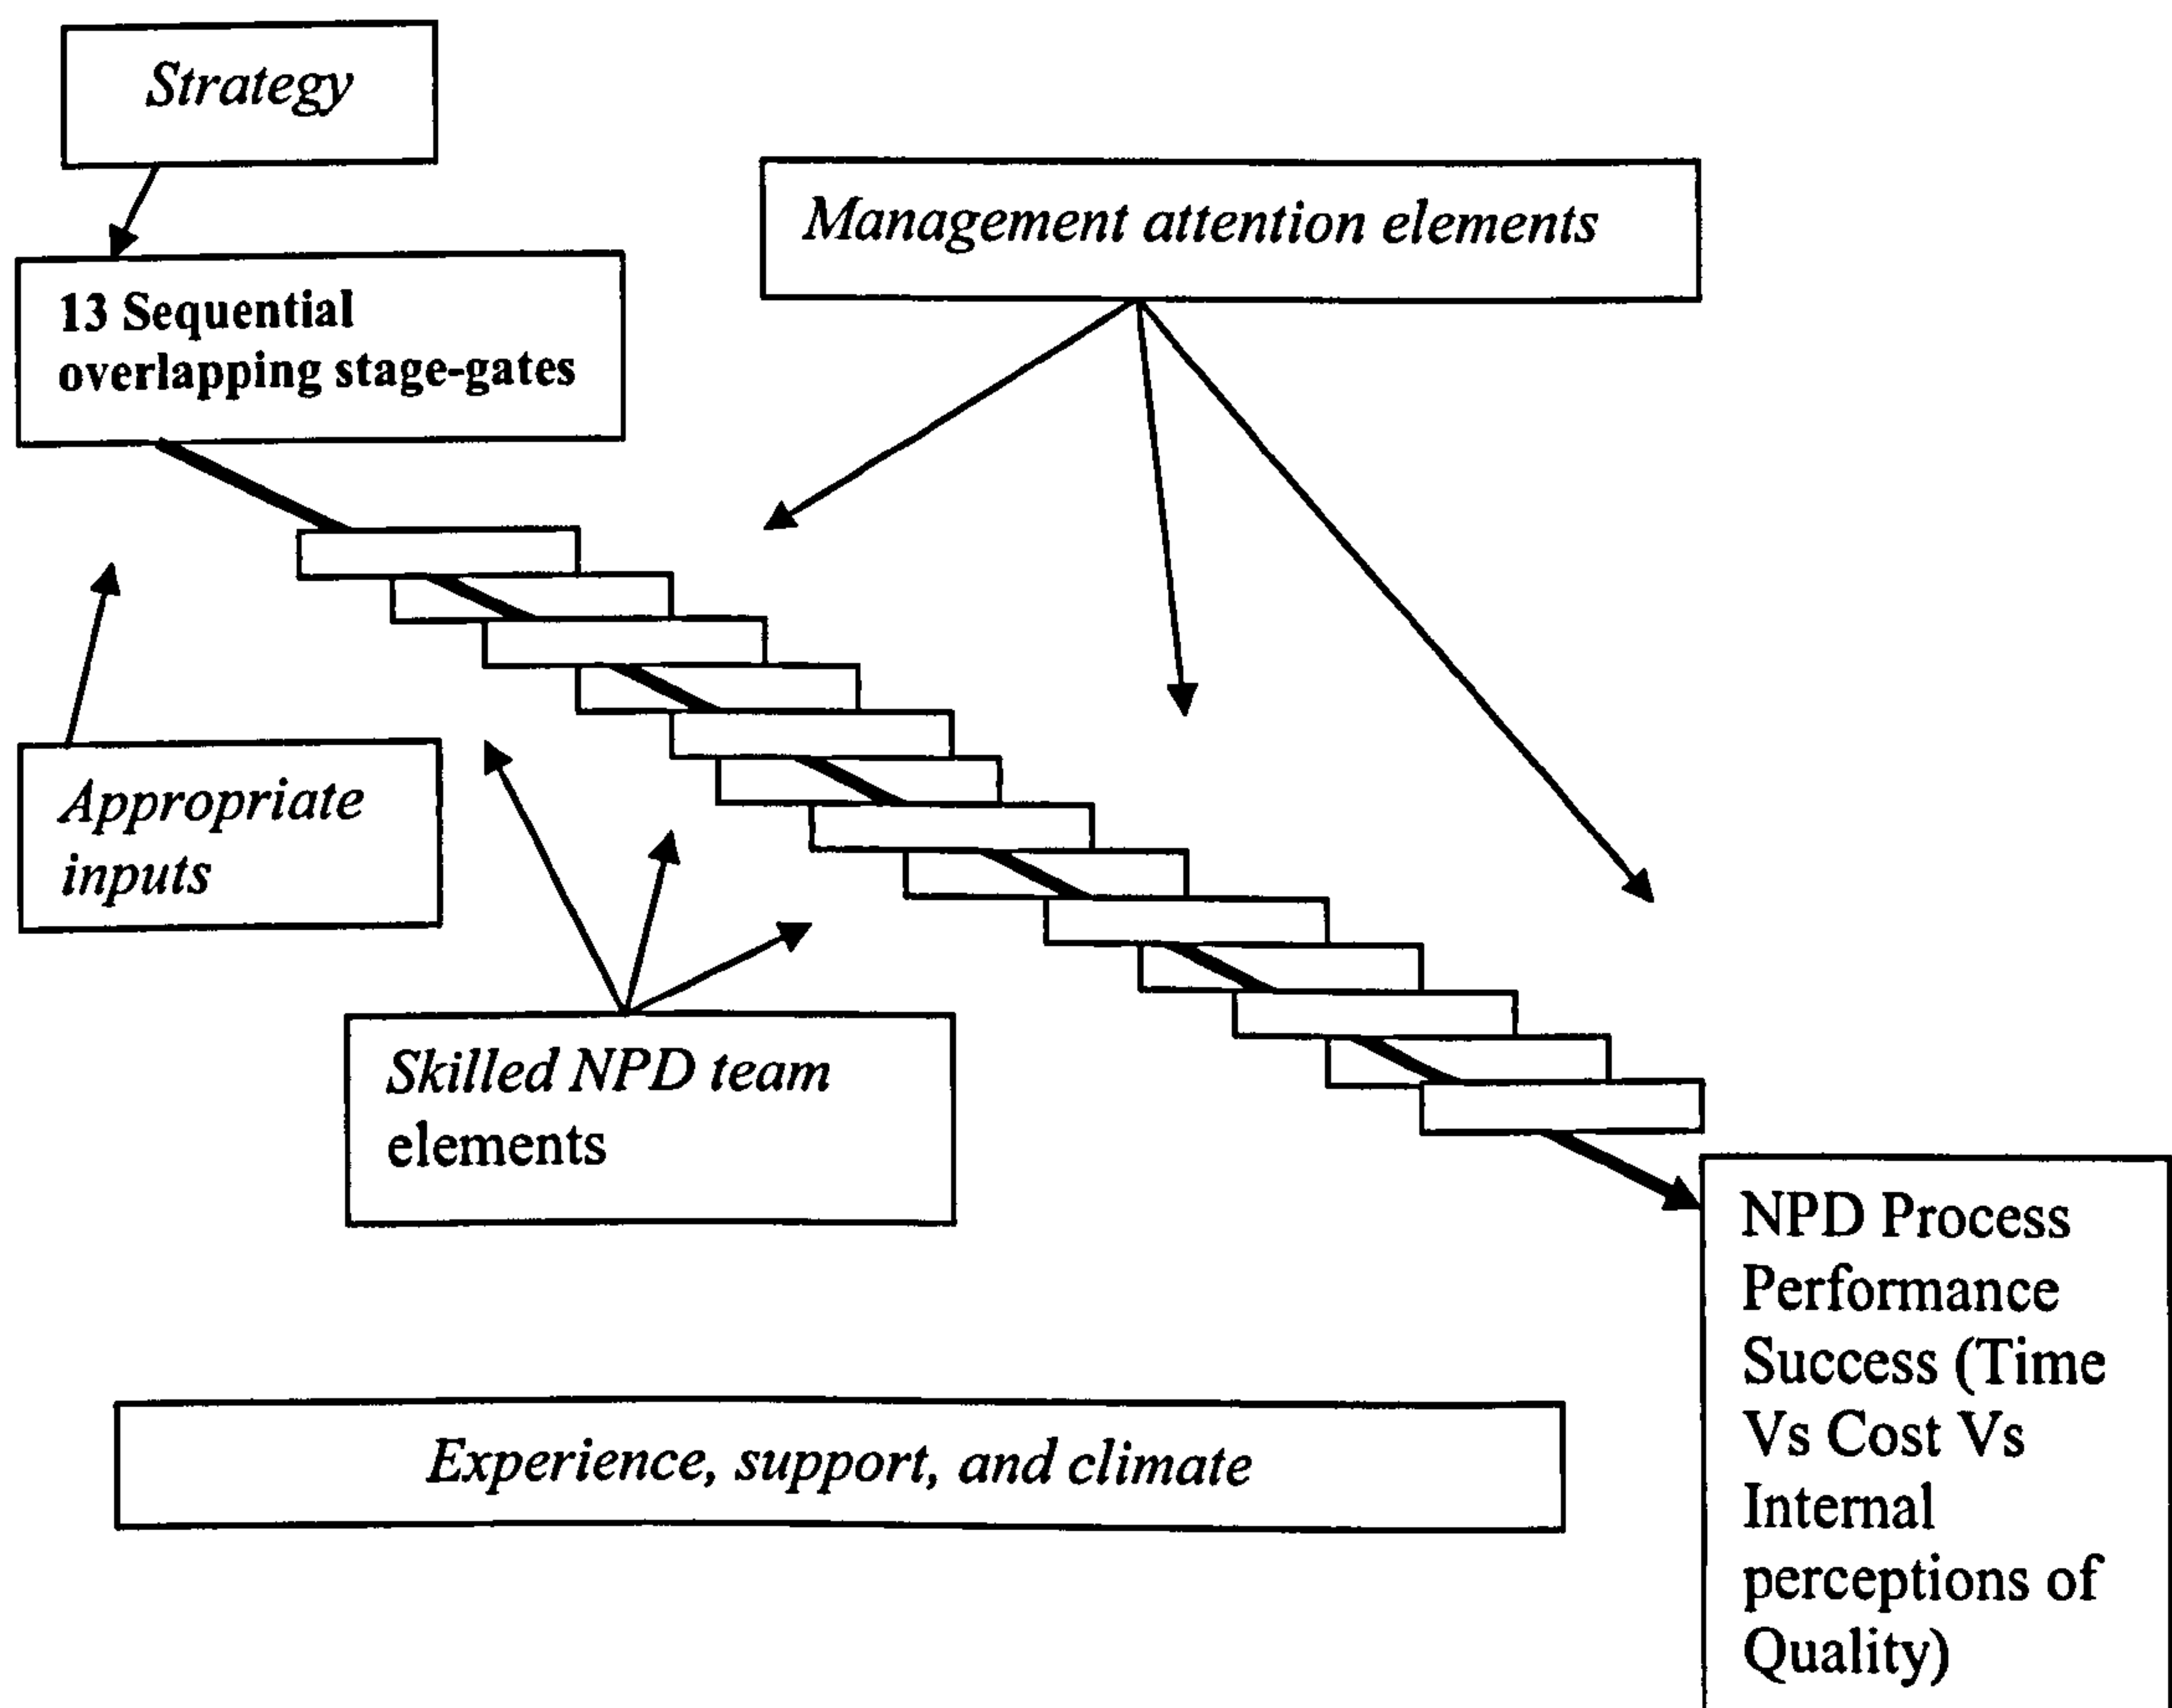 Strategy
Management attention elements
13 Sequential
overlapping stage-gates
Appropriate
inputs
Skilled NPD team
elements
NPD Process
Performance
Success (Time
Vs Cost Vs
Internal
perceptions of
Quality)
Experience, support, and climate